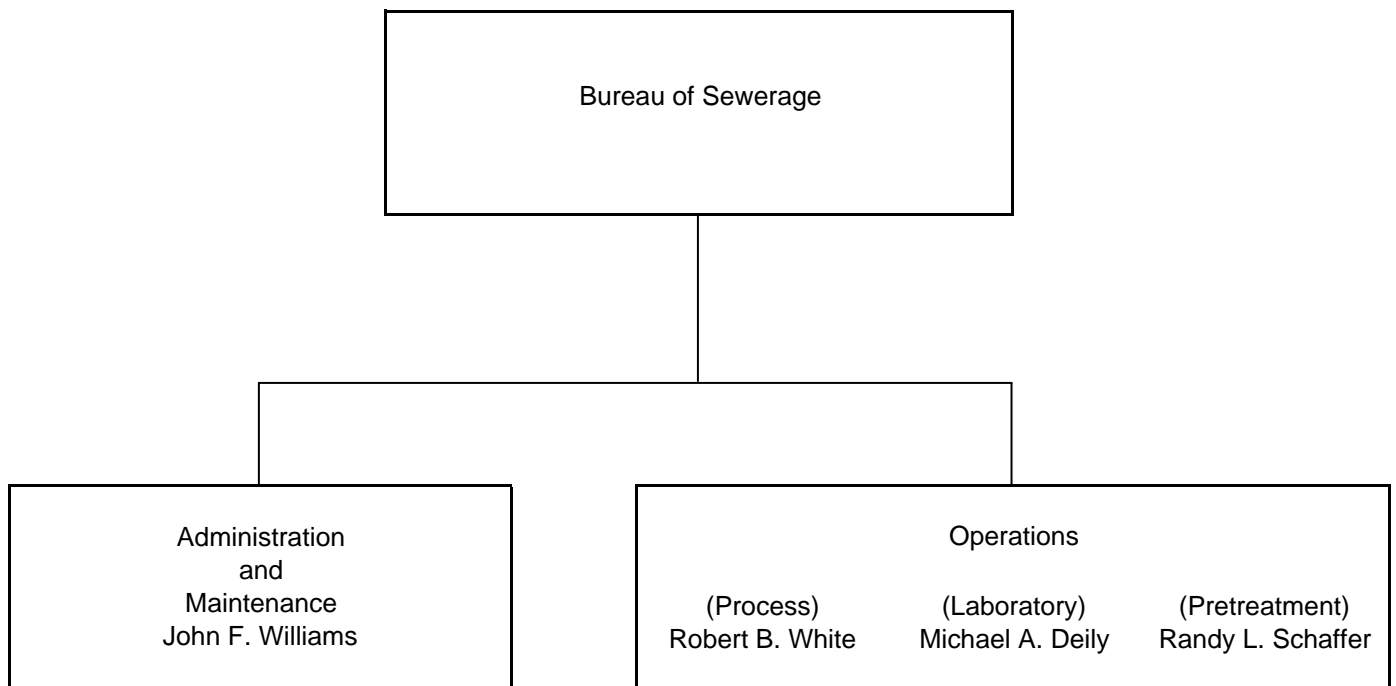 Bureau of Sewerage
Administration
and
Maintenance
John F. Williams
Operations
(Process) (Laboratory) (Pretreatment)
Robert B. White Michael A. Deily Randy L. Schaffer